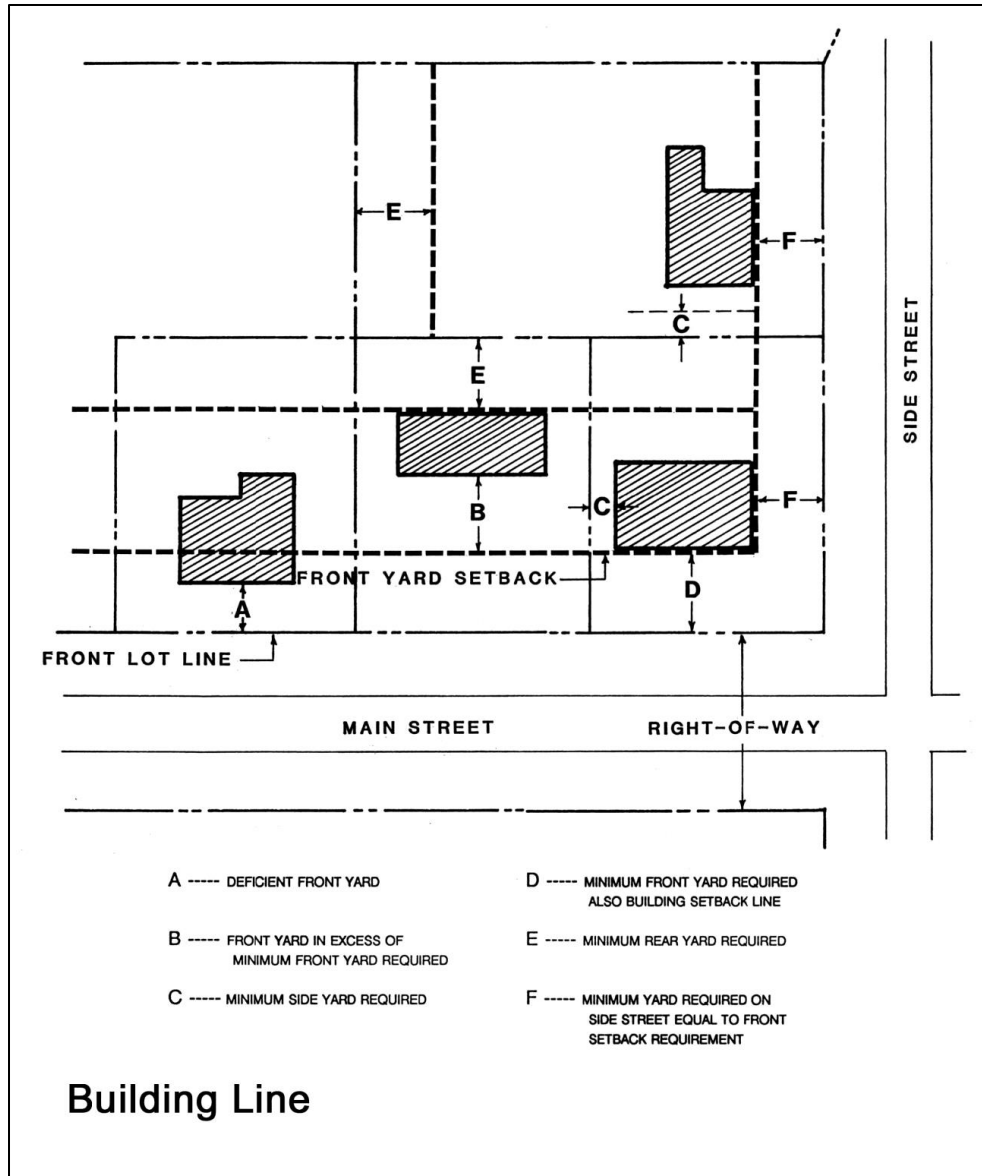 E
F
C
SIDE STREET
E
C
F
B
FRONT YARD SETBACK
D
A
FRONT LOT LINE
MAIN STREET
RIGHT-OF-WAY
A ----- DEFICIENT FRONT YARD
B ----- FRONT YARD IN EXCESS OF
MINIMUM FRONT YARD REQUIRED
C ----- MINIMUM SIDE YARD REQUIRED
D ----- MINIMUM FRONT YARD REQUIRED
ALSO BUILDING SETBACK LINE
E ----- MINIMUM REAR YARD REQUIRED
F ----- MINIMUM YARD REQUIRED ON
SIDE STREET EQUAL TO FRONT
SETBACK REQUIREMENT
Building Line